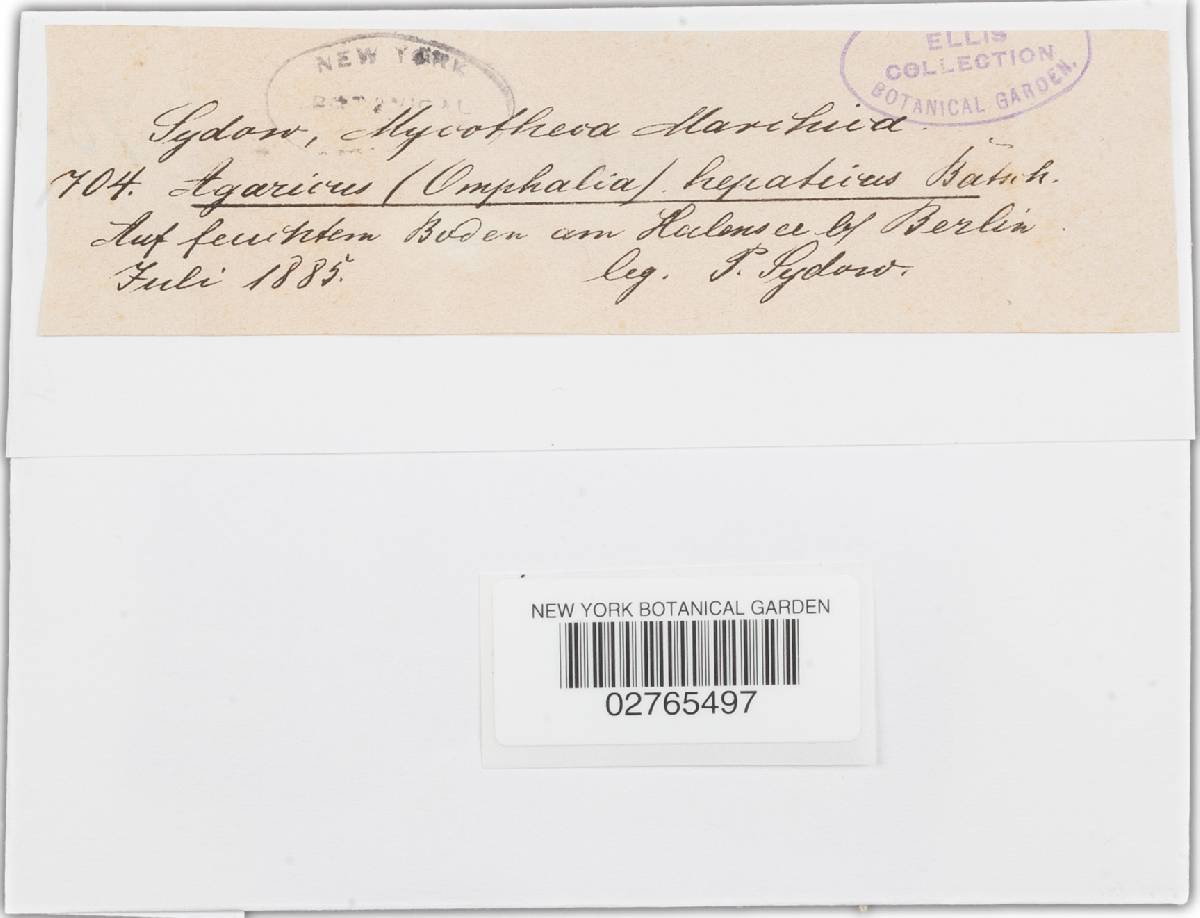 NEW YORK
BOTANICAL
ELLIS
COLLECTION
BOTANICAL GARDEN.
Sydow, Mycotheca Marchica
704. Agaricus (Omphalia) hepaticus Batsch.
Auf feuchtem Boden am Halensee b/ Berlin
Juli 1885. leg. P. Sydow.
NEW YORK BOTANICAL GARDEN
02765497